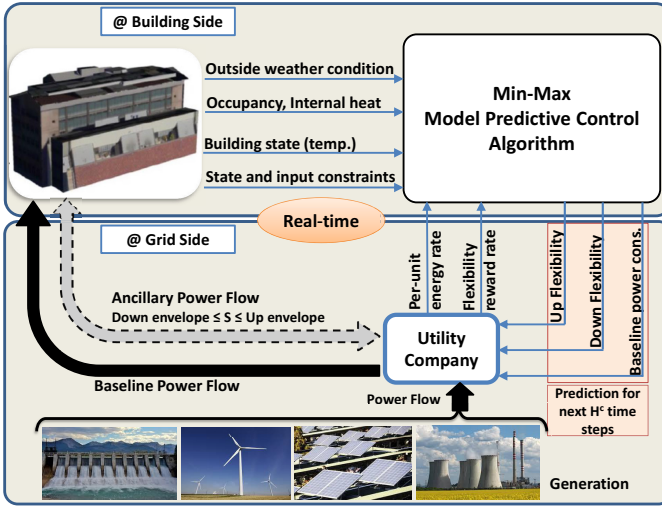 @ Building Side
Outside weather condition
Occupancy, Internal heat
Building state (temp.)
State and input constraints
Min-Max
Model Predictive Control
Algorithm
Real-time
@ Grid Side
Per-unit
energy rate
Flexibility
reward rate
Up Flexibility
Down Flexibility
Baseline power cons.
Ancillary Power Flow
Down envelope ≤ S ≤ Up envelope
Utility
Company
Baseline Power Flow
Power Flow
Prediction for
next Hᶜ time
steps
Generation